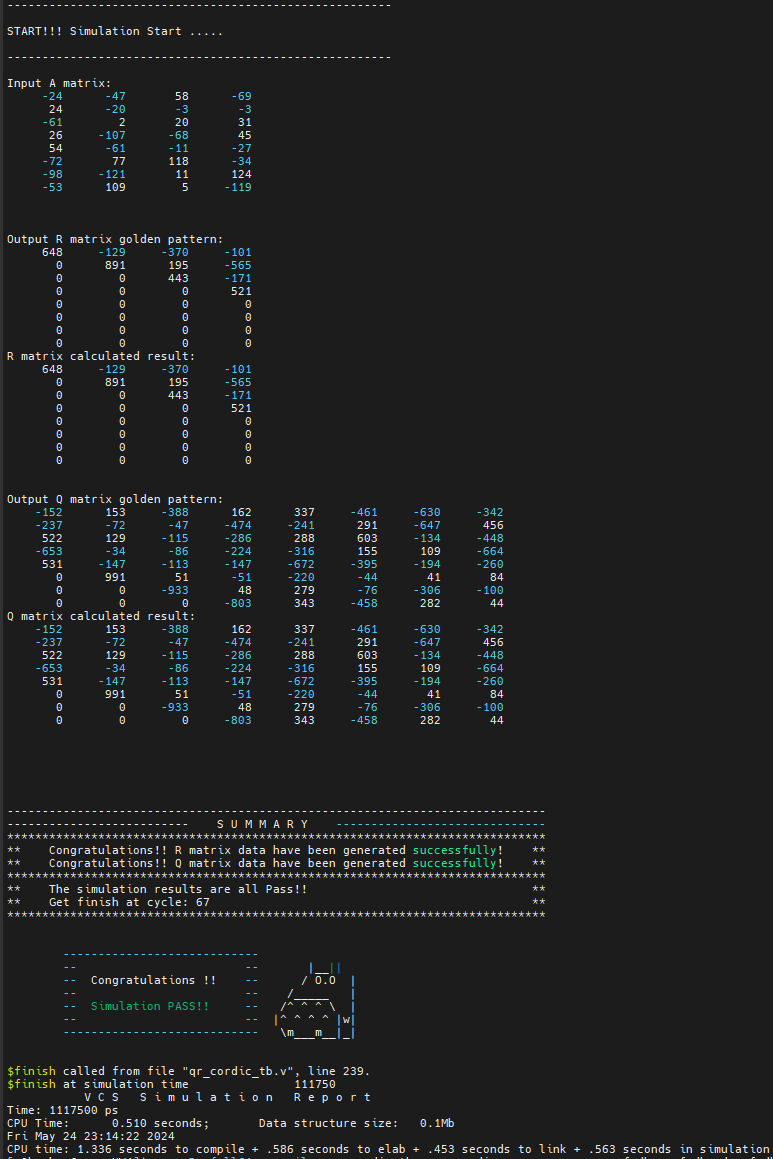 -------------------------------------------------------
START!!! Simulation Start .....
-------------------------------------------------------
Input A matrix:
-24 -47 58 -69
24 -20 -3 -3
-61 2 20 31
26 -107 -68 45
54 -61 -11 -27
-72 77 118 -34
-98 -121 11 124
-53 109 5 -119
Output R matrix golden pattern:
648 -129 -370 -101
0 891 195 -565
0 0 443 -171
0 0 0 521
0 0 0 0
0 0 0 0
0 0 0 0
0 0 0 0
R matrix calculated result:
648 -129 -370 -101
0 891 195 -565
0 0 443 -171
0 0 0 521
0 0 0 0
0 0 0 0
0 0 0 0
0 0 0 0
Output Q matrix golden pattern:
-152 153 -388 162 337 -461 -630 -342
-237 -72 -47 -474 -241 291 -647 456
522 129 -115 -286 288 603 -134 -448
-653 -34 -86 -224 -316 155 109 -664
531 -147 -113 -147 -672 -395 -194 -260
0 991 51 -51 -220 -44 41 84
0 0 -933 48 279 -76 -306 -100
0 0 0 -803 343 -458 282 44
Q matrix calculated result:
-152 153 -388 162 337 -461 -630 -342
-237 -72 -47 -474 -241 291 -647 456
522 129 -115 -286 288 603 -134 -448
-653 -34 -86 -224 -316 155 109 -664
531 -147 -113 -147 -672 -395 -194 -260
0 991 51 -51 -220 -44 41 84
0 0 -933 48 279 -76 -306 -100
0 0 0 -803 343 -458 282 44
-----------------------------------------------------------------------------
--------------------------    S U M M A R Y    ------------------------------
*****************************************************************************
**    Congratulations!! R matrix data have been generated successfully!    **
**    Congratulations!! Q matrix data have been generated successfully!    **
*****************************************************************************
**    The simulation results are all Pass!!                                **
**    Get finish at cycle: 67                                              **
*****************************************************************************
----------------------------
--                        --       |__||
--  Congratulations !!    --      / O.O  |
--                        --    /_____   |
--  Simulation PASS!!     --   /^ ^ ^ \  |
--                        --  |^ ^ ^ ^ |w|
----------------------------   \m___m__|_|
$finish called from file "qr_cordic_tb.v", line 239.
$finish at simulation time               111750
V C S   S i m u l a t i o n   R e p o r t
Time: 1117500 ps
CPU Time:      0.510 seconds;       Data structure size:   0.1Mb
Fri May 24 23:14:22 2024
CPU time: 1.336 seconds to compile + .586 seconds to elab + .453 seconds to link + .563 seconds in simulation